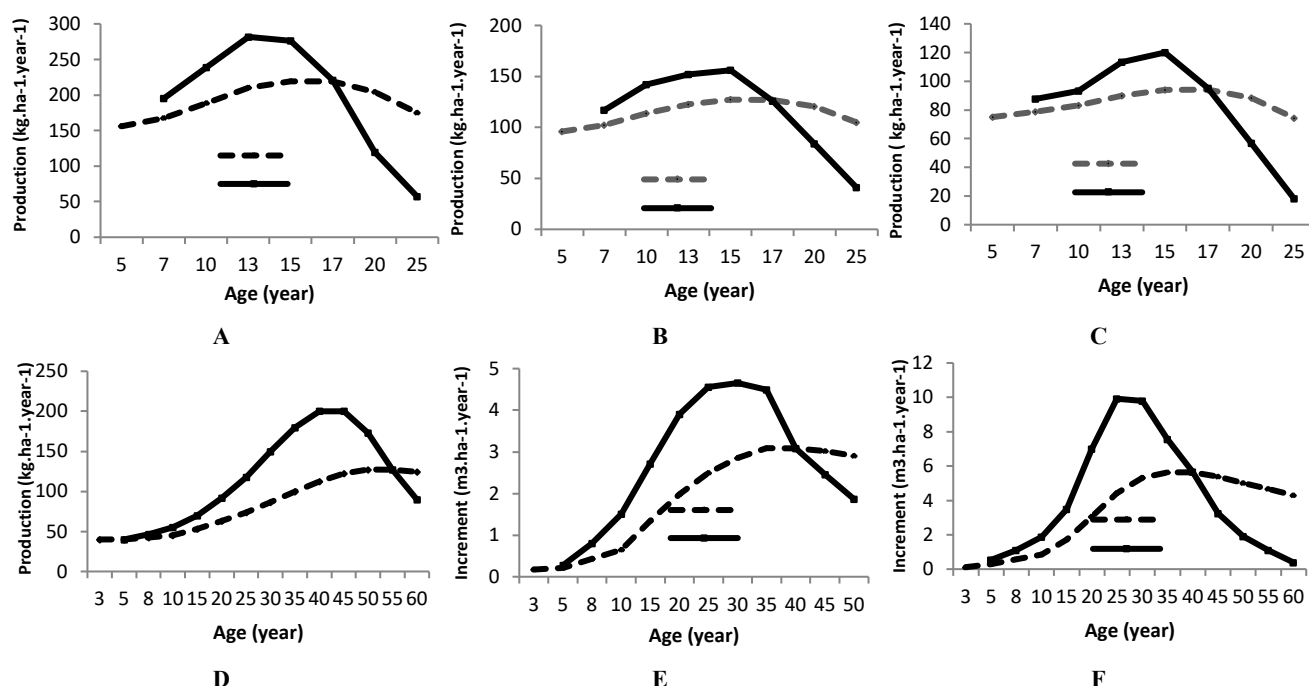 Production (kg.ha-1.year-1)
300
250
200
150
100
50
0
5 7 10 13 15 17 20 25
Age (year)
A
Production (kg.ha-1.year-1)
200
150
100
50
0
5 7 10 13 15 17 20 25
Age (year)
B
Production ( kg.ha-1.year-1)
140
120
100
80
60
40
20
0
5 7 10 13 15 17 20 25
Age (year)
C
Production (kg.ha-1.year-1)
250
200
150
100
50
0
3 5 8 10 15 20 25 30 35 40 45 50 55 60
Age (year)
D
Increment (m3.ha-1.year-1)
5
4
3
2
1
0
3 5 8 10 15 20 25 30 35 40 45 50
Age (year)
E
Increment (m3.ha-1.year-1)
12
10
8
6
4
2
0
3 5 8 10 15 20 25 30 35 40 45 50 60
Age (year)
F